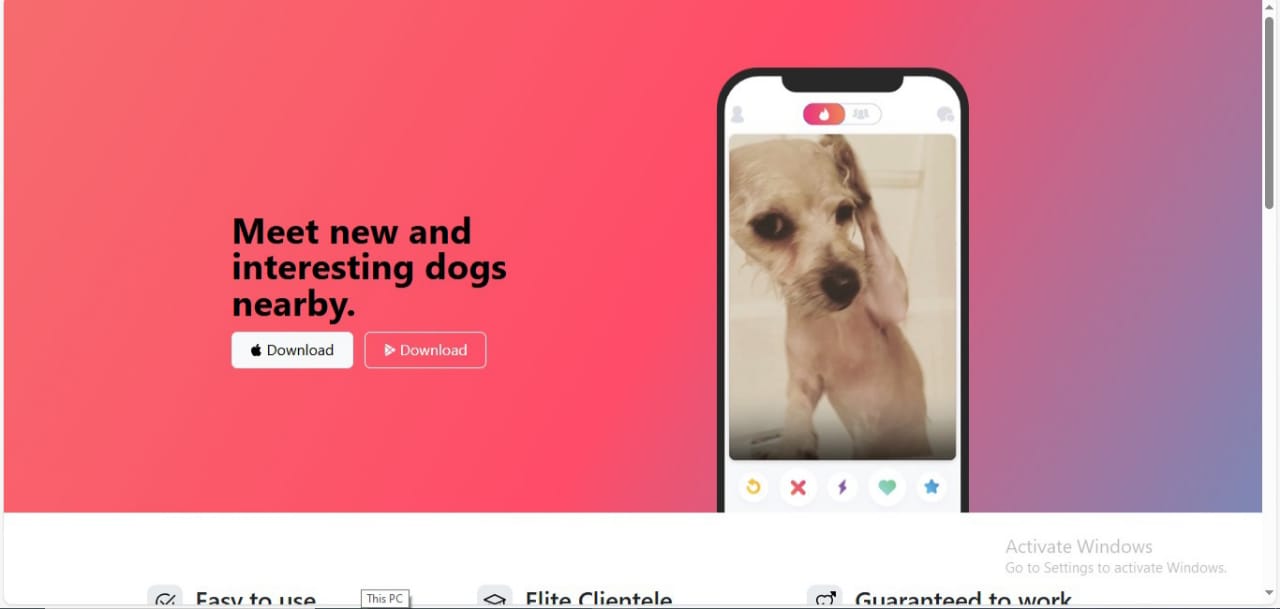 Meet new and
interesting dogs
nearby.
Download Download
Activate Windows
Go to Settings to activate Windows.
Easy to use This PC Elite Clientele Guaranteed to work